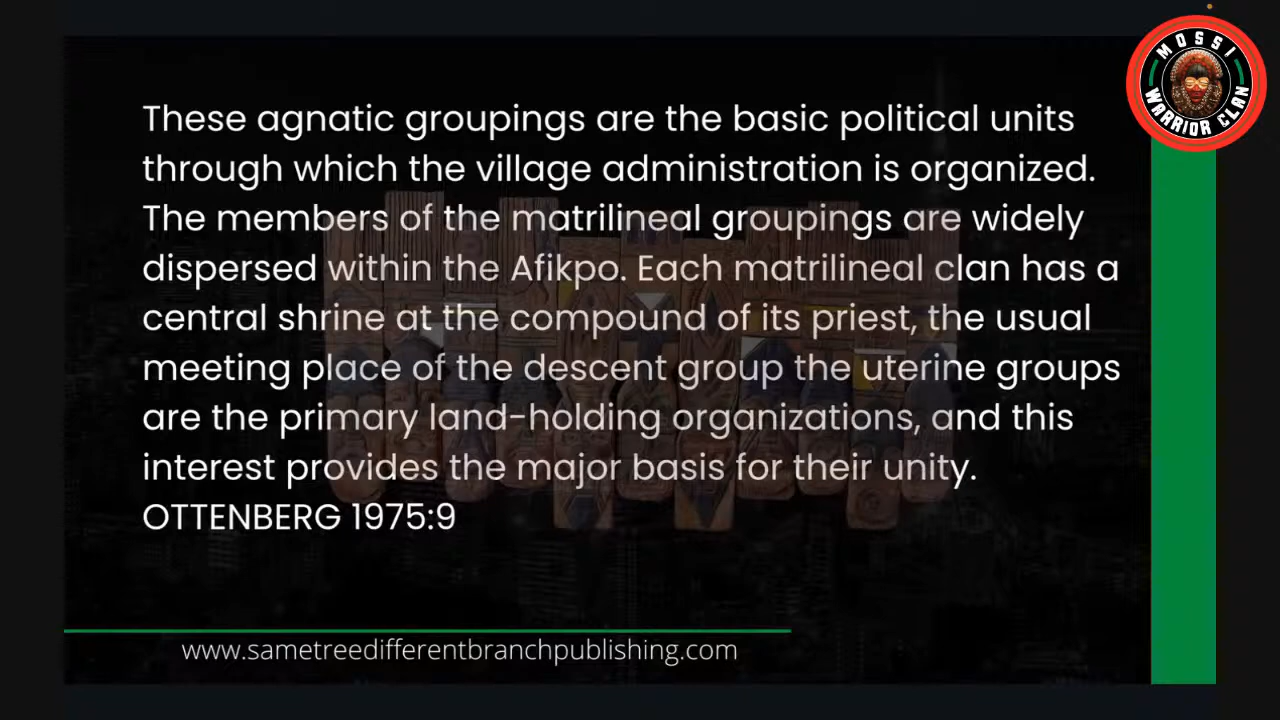 MOSSI
WARRIOR CLAN
These agnatic groupings are the basic political units
through which the village administration is organized.
The members of the matrilineal groupings are widely
dispersed within the Afikpo. Each matrilineal clan has a
central shrine at the compound of its priest, the usual
meeting place of the descent group the uterine groups
are the primary land-holding organizations, and this
interest provides the major basis for their unity.
OTTENBERG 1975:9
www.sametreedifferentbranchpublishing.com